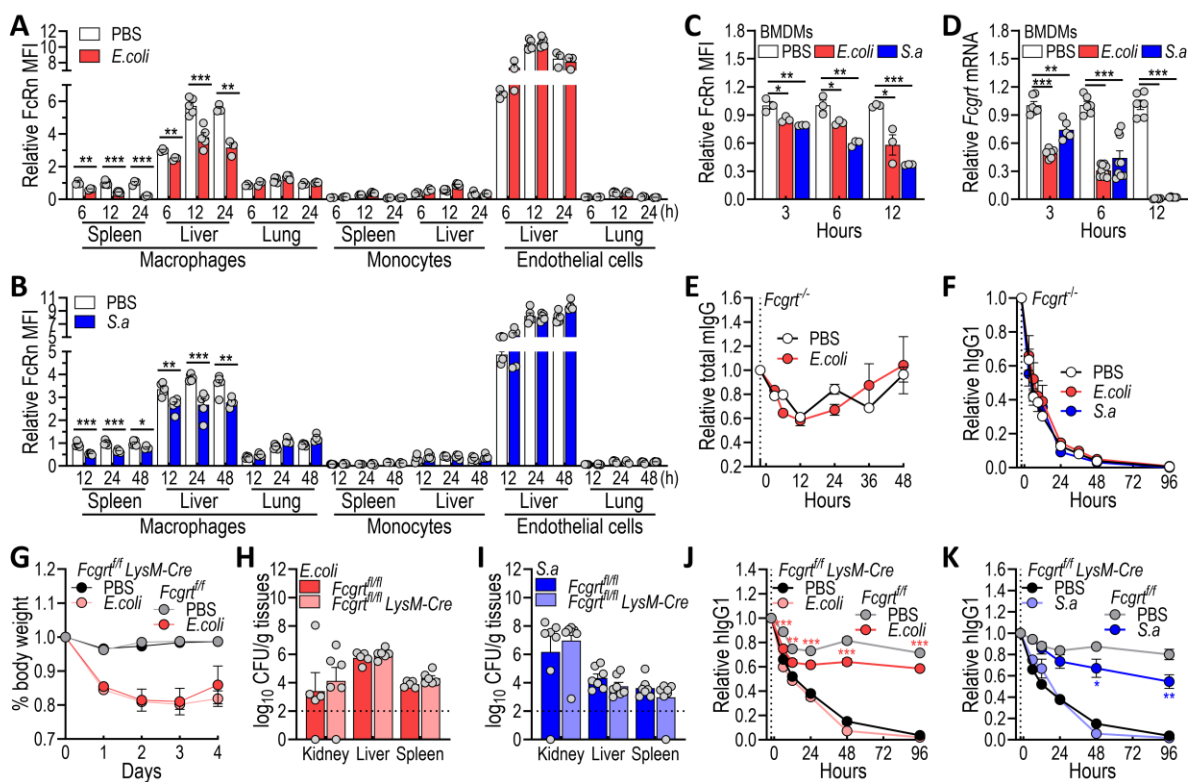 A
PBS
E.coli
Relative FcRn MFI
12
10
8
6
4
2
1
0
** *** *** ** *** **
6 12 24 6 12 24 6 12 24 6 12 24 6 12 24 6 12 24 6 12 24 (h)
Spleen Liver Lung Spleen Liver Liver Lung
Macrophages Monocytes Endothelial cells
B
PBS
S.a
Relative FcRn MFI
11
9
7
5
4
3
2
1
0
*** *** * ** *** **
12 24 48 12 24 48 12 24 48 12 24 48 12 24 48 12 24 48 12 24 48 (h)
Spleen Liver Lung Spleen Liver Liver Lung
Macrophages Monocytes Endothelial cells
C
BMDMs
PBS E.coli S.a
Relative FcRn MFI
1.8
1.5
1.2
0.9
0.6
0.3
0.0
** * ** * *** *
3 6 12
Hours
D
BMDMs
PBS E.coli S.a
Relative Fcgrt mRNA
1.8
1.5
1.2
0.9
0.6
0.3
0.0
** *** *** ***
3 6 12
Hours
E
Fcgrt-/-
PBS
E.coli
Relative total mIgG
1.6
1.4
1.2
1.0
0.8
0.6
0.4
0.2
0 12 24 36 48
Hours
F
Fcgrt-/-
PBS
E.coli
S.a
Relative hIgG1
1.0
0.8
0.6
0.4
0.2
0.0
0 24 48 72 96
Hours
G
Fcgrtf/f LysM-Cre
PBS
E.coli
Fcgrtf/f
PBS
E.coli
% body weight
1.2
1.1
1.0
0.9
0.8
0.7
0 1 2 3 4
Days
H
E.coli
Fcgrtfl/fl
Fcgrtfl/fl LysM-Cre
log10 CFU/g tissues
12
10
8
6
4
2
0
Kidney Liver Spleen
I
S.a
Fcgrtfl/fl
Fcgrtfl/fl LysM-Cre
log10 CFU/g tissues
12
10
8
6
4
2
0
Kidney Liver Spleen
J
Fcgrtf/f LysM-Cre
PBS
E.coli
Fcgrtf/f
PBS
E.coli
Relative hIgG1
1.6
1.4
1.2
1.0
0.8
0.6
0.4
0.2
0.0
*** ** *** *** ***
0 24 48 72 96
Hours
K
Fcgrtf/f LysM-Cre
PBS
S.a
Fcgrtf/f
PBS
S.a
Relative hIgG1
1.8
1.5
1.2
0.9
0.6
0.3
0.0
* **
0 24 48 72 96
Hours